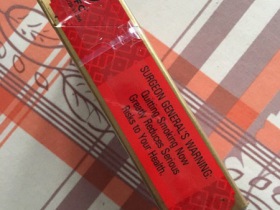 SURGEON GENERAL'S WARNING:
Quitting Smoking Now
Greatly Reduces Serious
Risks to Your Health.